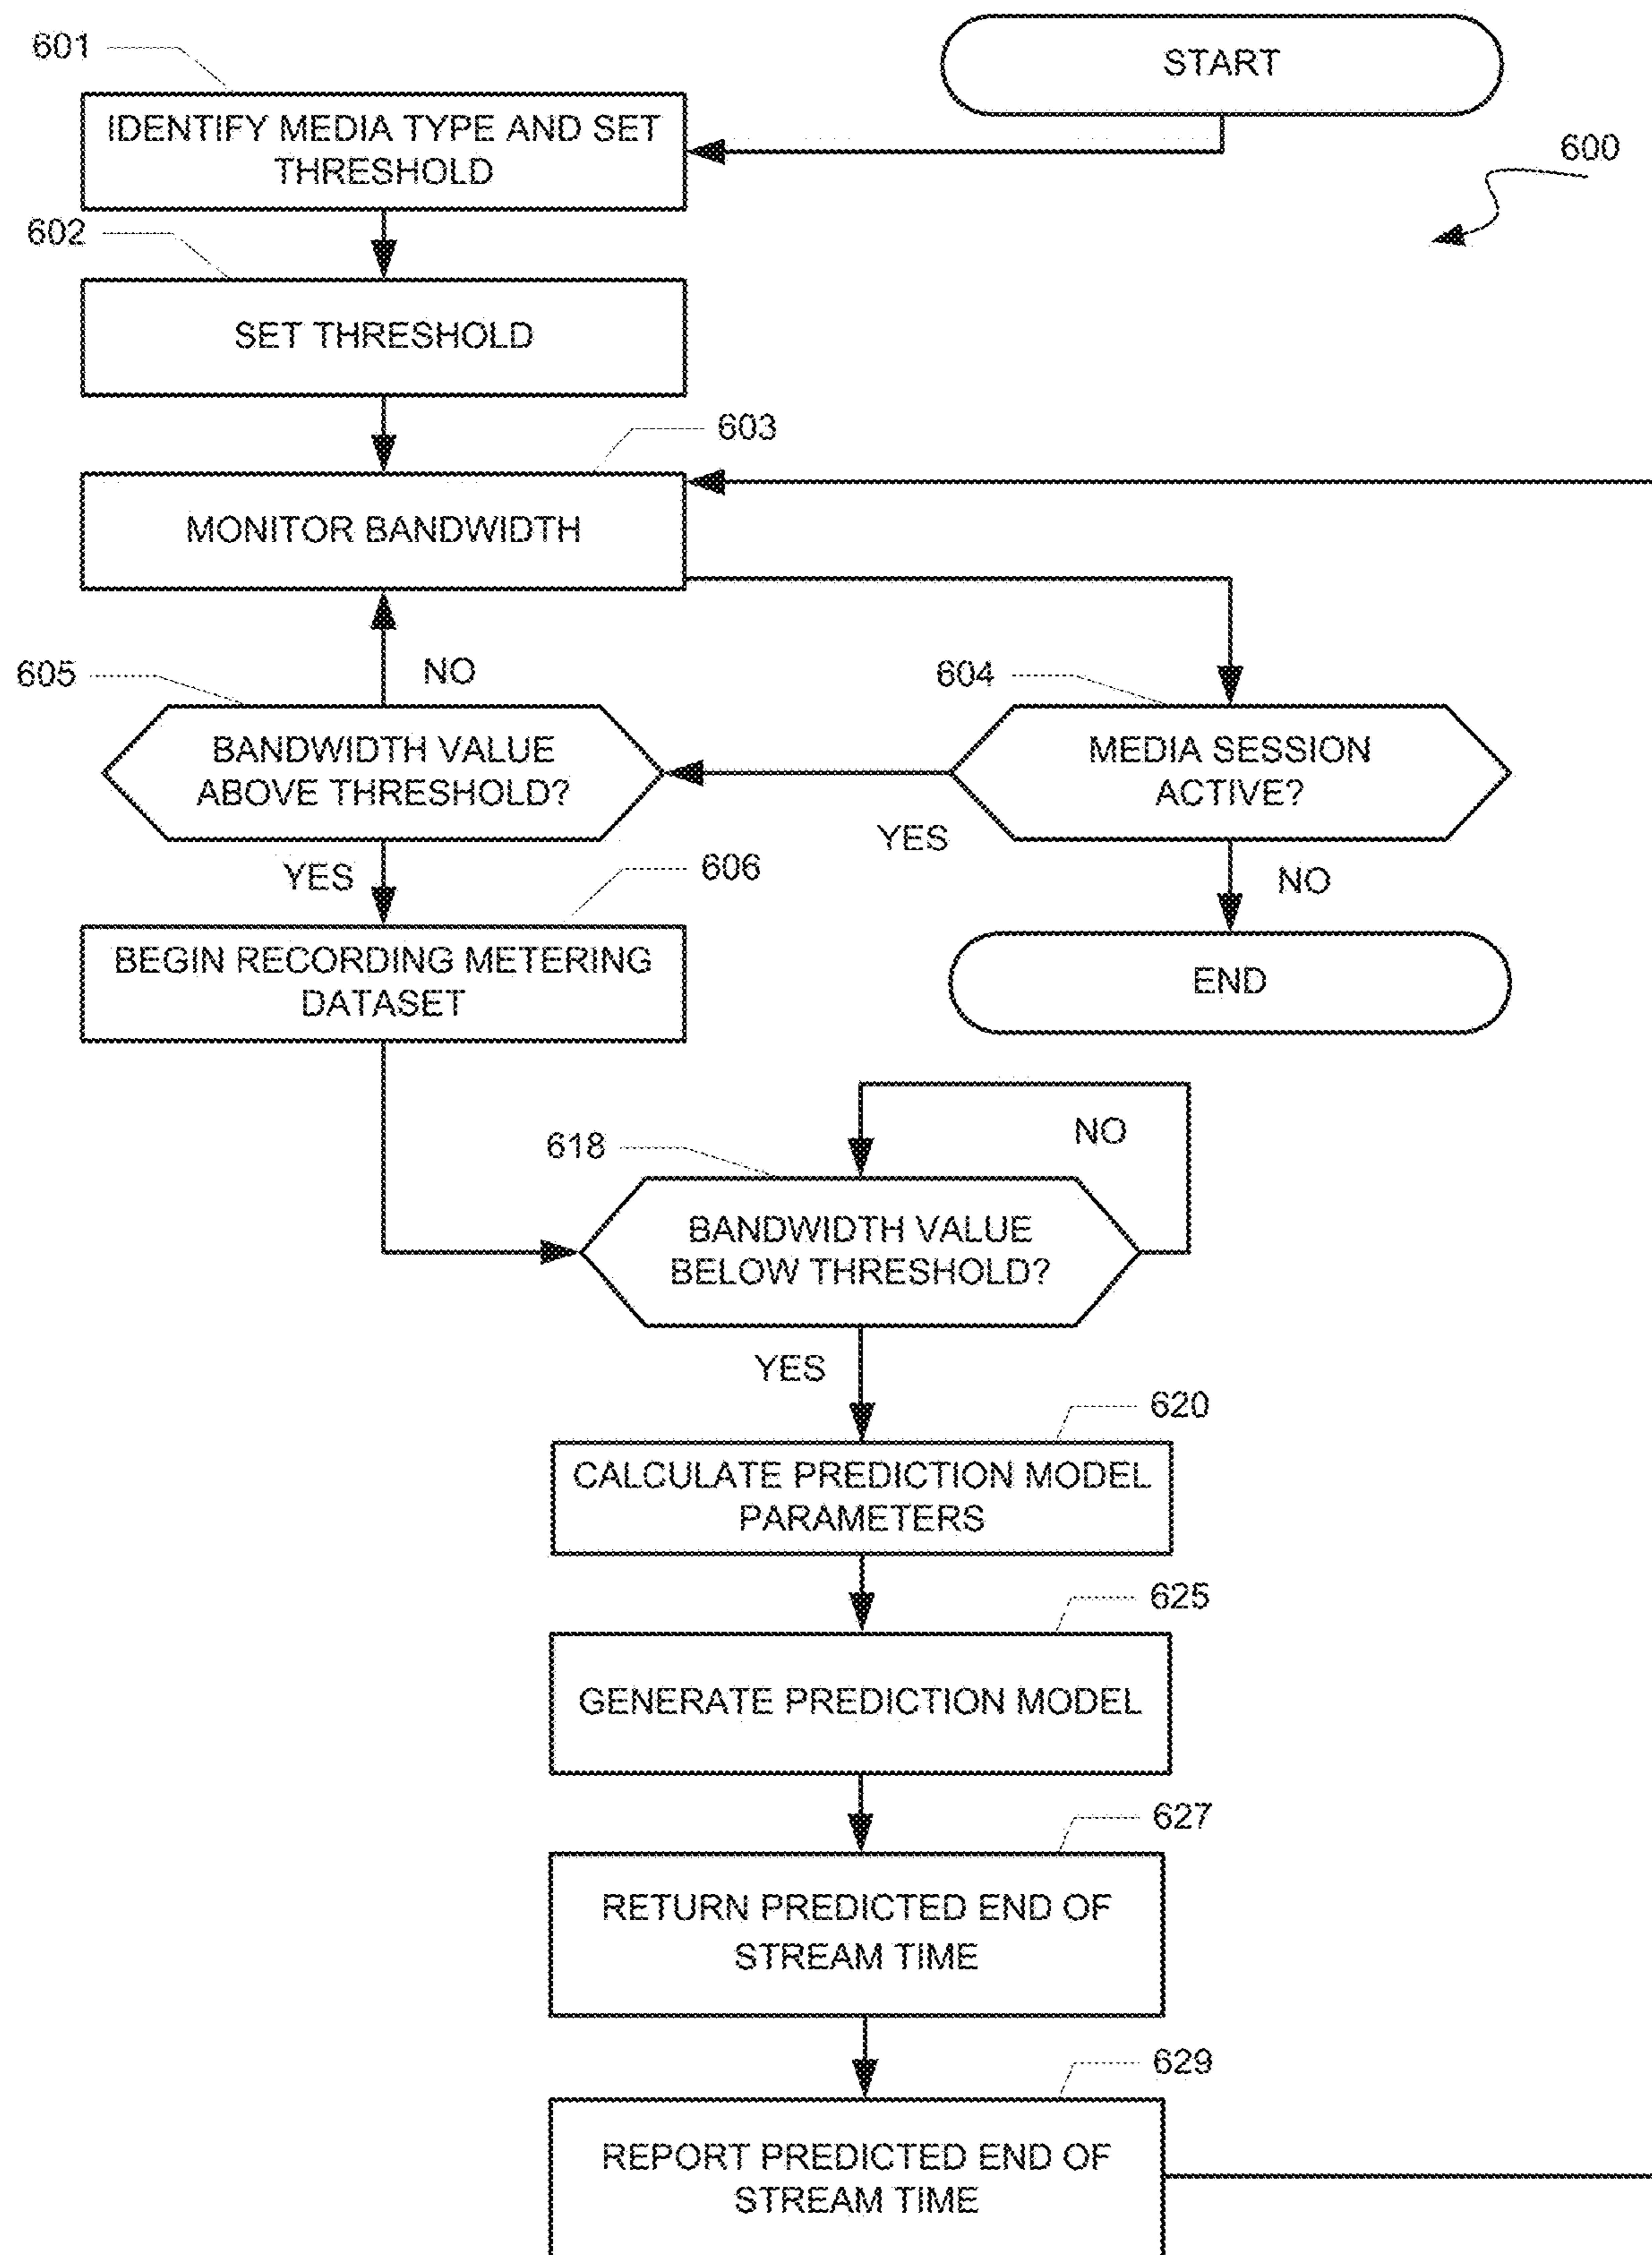 START
601
IDENTIFY MEDIA TYPE AND SET
THRESHOLD
600
602
SET THRESHOLD
603
MONITOR BANDWIDTH
NO
605
604
BANDWIDTH VALUE
ABOVE THRESHOLD?
MEDIA SESSION
ACTIVE?
YES
YES
606
NO
BEGIN RECORDING METERING
DATASET
END
NO
618
BANDWIDTH VALUE
BELOW THRESHOLD?
YES
620
CALCULATE PREDICTION MODEL
PARAMETERS
625
GENERATE PREDICTION MODEL
627
RETURN PREDICTED END OF
STREAM TIME
629
REPORT PREDICTED END OF
STREAM TIME